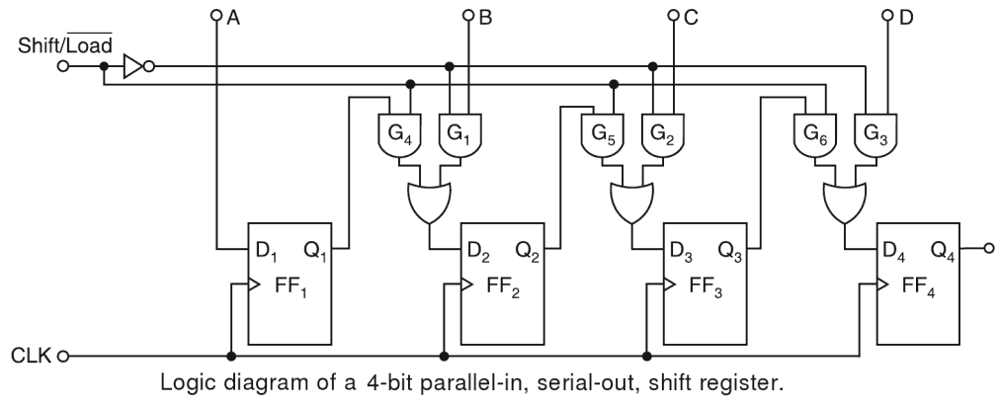 A B C D
Shift/Load
G4 G1 G5 G2 G6 G3
D1 Q1 D2 Q2 D3 Q3 D4 Q4
FF1 FF2 FF3 FF4
CLK
Logic diagram of a 4-bit parallel-in, serial-out, shift register.